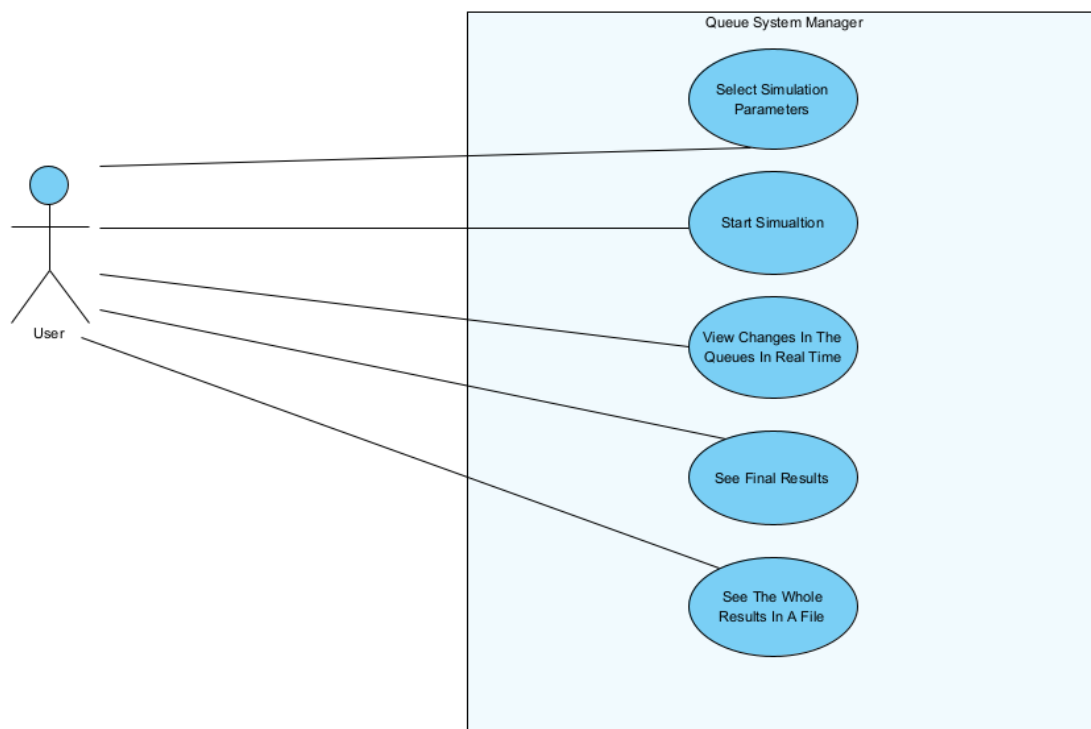 Queue System Manager
Select Simulation
Parameters
Start Simualtion
View Changes In The
Queues In Real Time
User
See Final Results
See The Whole
Results In A File